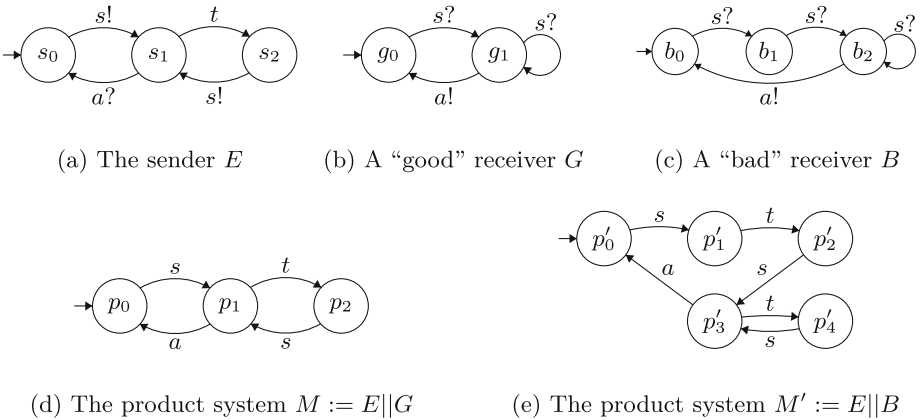 s! t s? s? s? s? s?
s₀ s₁ s₂ g₀ g₁ b₀ b₁ b₂
a? s! a! a!
(a) The sender E (b) A “good” receiver G (c) A “bad” receiver B
s t
p′₀ p′₁ p′₂
s t a s
p₀ p₁ p₂ p′₃ t p′₄
a s s
(d) The product system M := E||G (e) The product system M′ := E||B